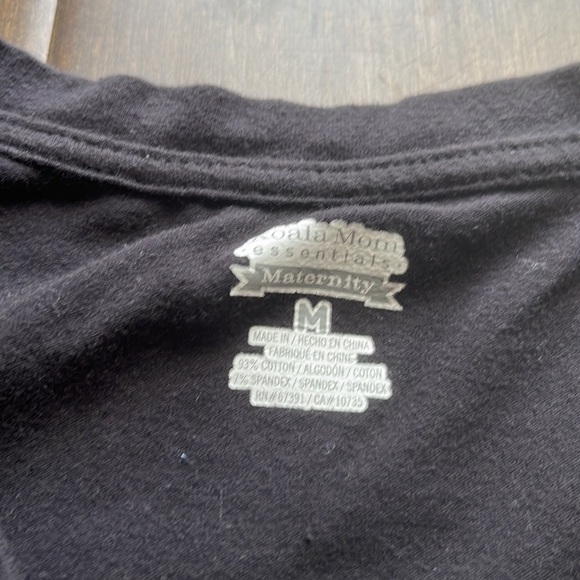 Koala Mom
essentials
Maternity
M
MADE IN / HECHO EN CHINA
FABRIQUÉ EN CHINE
93% COTTON / ALGODÓN / COTON
7% SPANDEX / SPANDEX / SPANDEX
RN#67391 / CA#10735